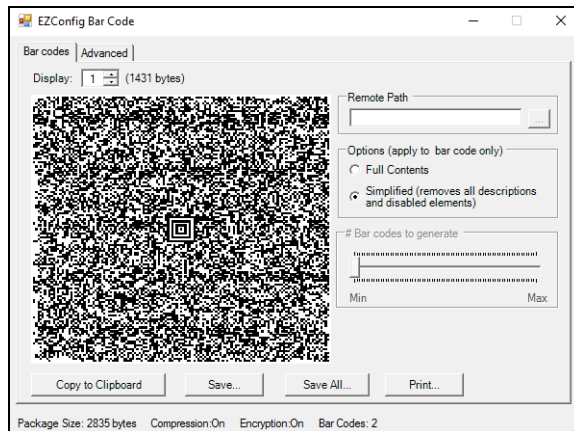 EZConfig Bar Code
Bar codes Advanced
Display: 1 (1431 bytes)
Remote Path
...
Options (apply to bar code only)
Full Contents
Simplified (removes all descriptions
and disabled elements)
# Bar codes to generate
Min Max
Copy to Clipboard Save... Save All... Print...
Package Size: 2835 bytes Compression:On Encryption:On Bar Codes: 2